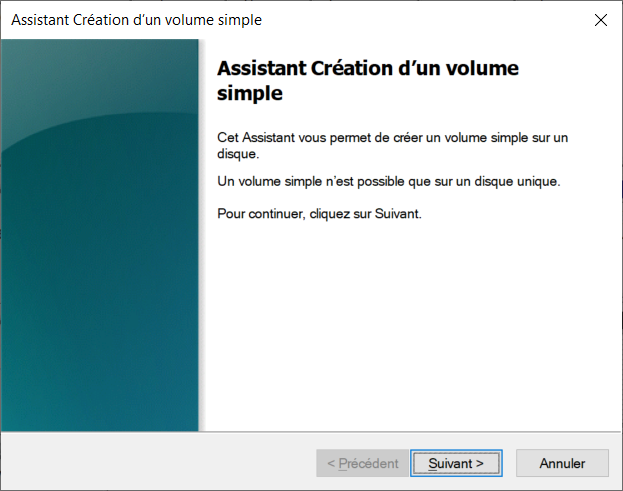 Assistant Création d’un volume simple
Assistant Création d’un volume
simple
Cet Assistant vous permet de créer un volume simple sur un
disque.
Un volume simple n’est possible que sur un disque unique.
Pour continuer, cliquez sur Suivant.
< Précédent
Suivant >
Annuler